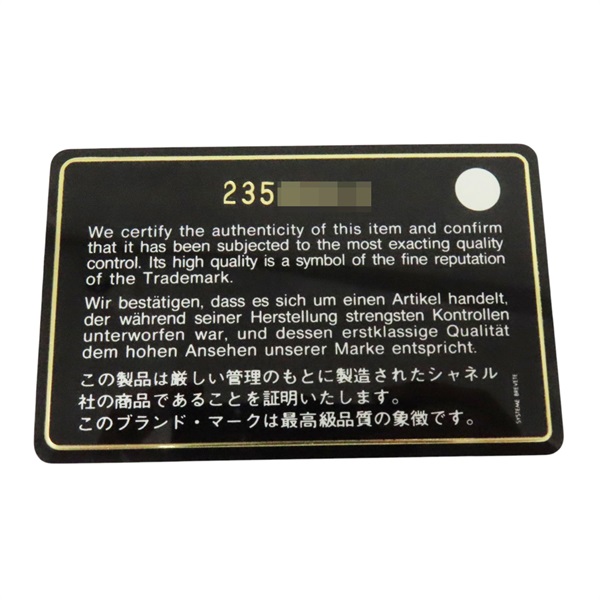 235
We certify the authenticity of this item and confirm
that it has been subjected to the most exacting quality
control. Its high quality is a symbol of the fine reputation
of the Trademark.
Wir bestätigen, dass es sich um einen Artikel handelt,
der während seiner Herstellung strengsten Kontrollen
unterworfen war, und dessen erstklassige Qualität
dem hohen Ansehen unserer Marke entspricht.
この製品は厳しい管理のもとに製造されたシャネル
社の商品であることを証明いたします。
このブランド・マークは最高級品質の象徴です。
SYSTEME BREVETE